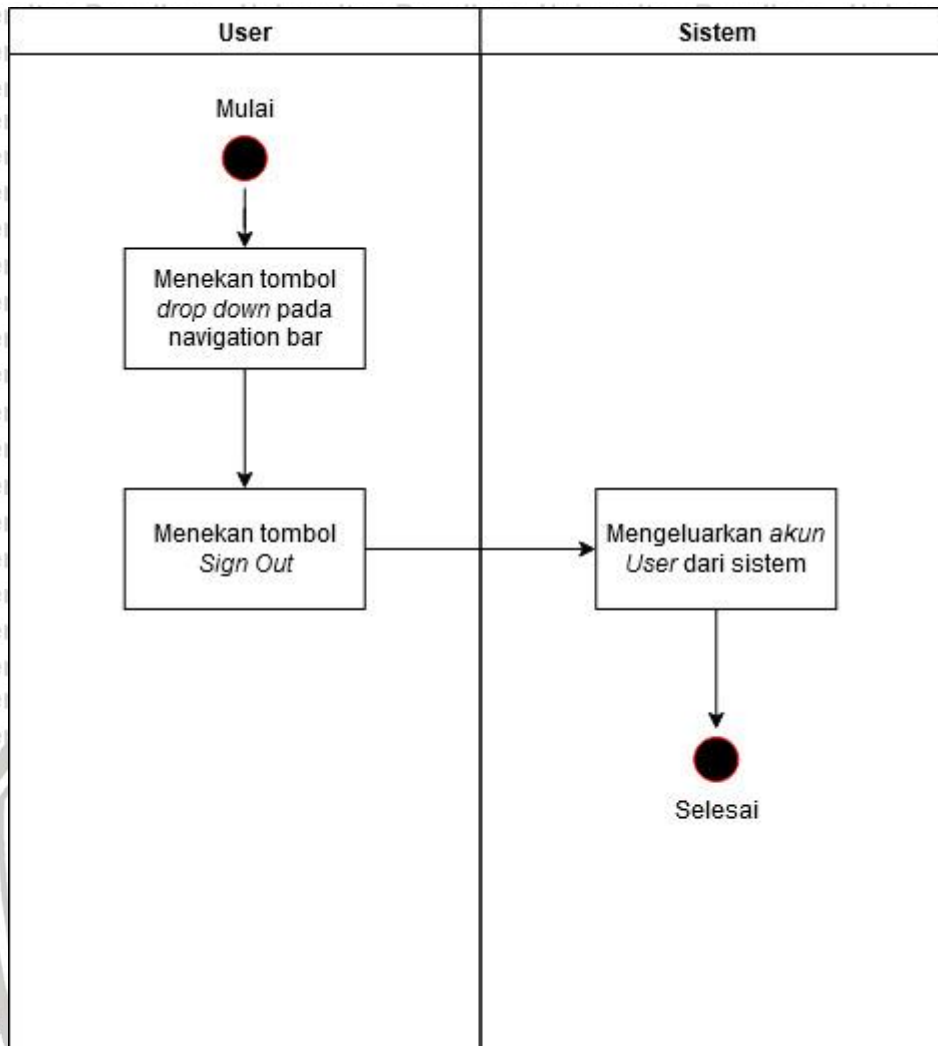 User
Sistem
Mulai
Menekan tombol
drop down pada
navigation bar
Menekan tombol
Sign Out
Mengeluarkan akun
User dari sistem
Selesai